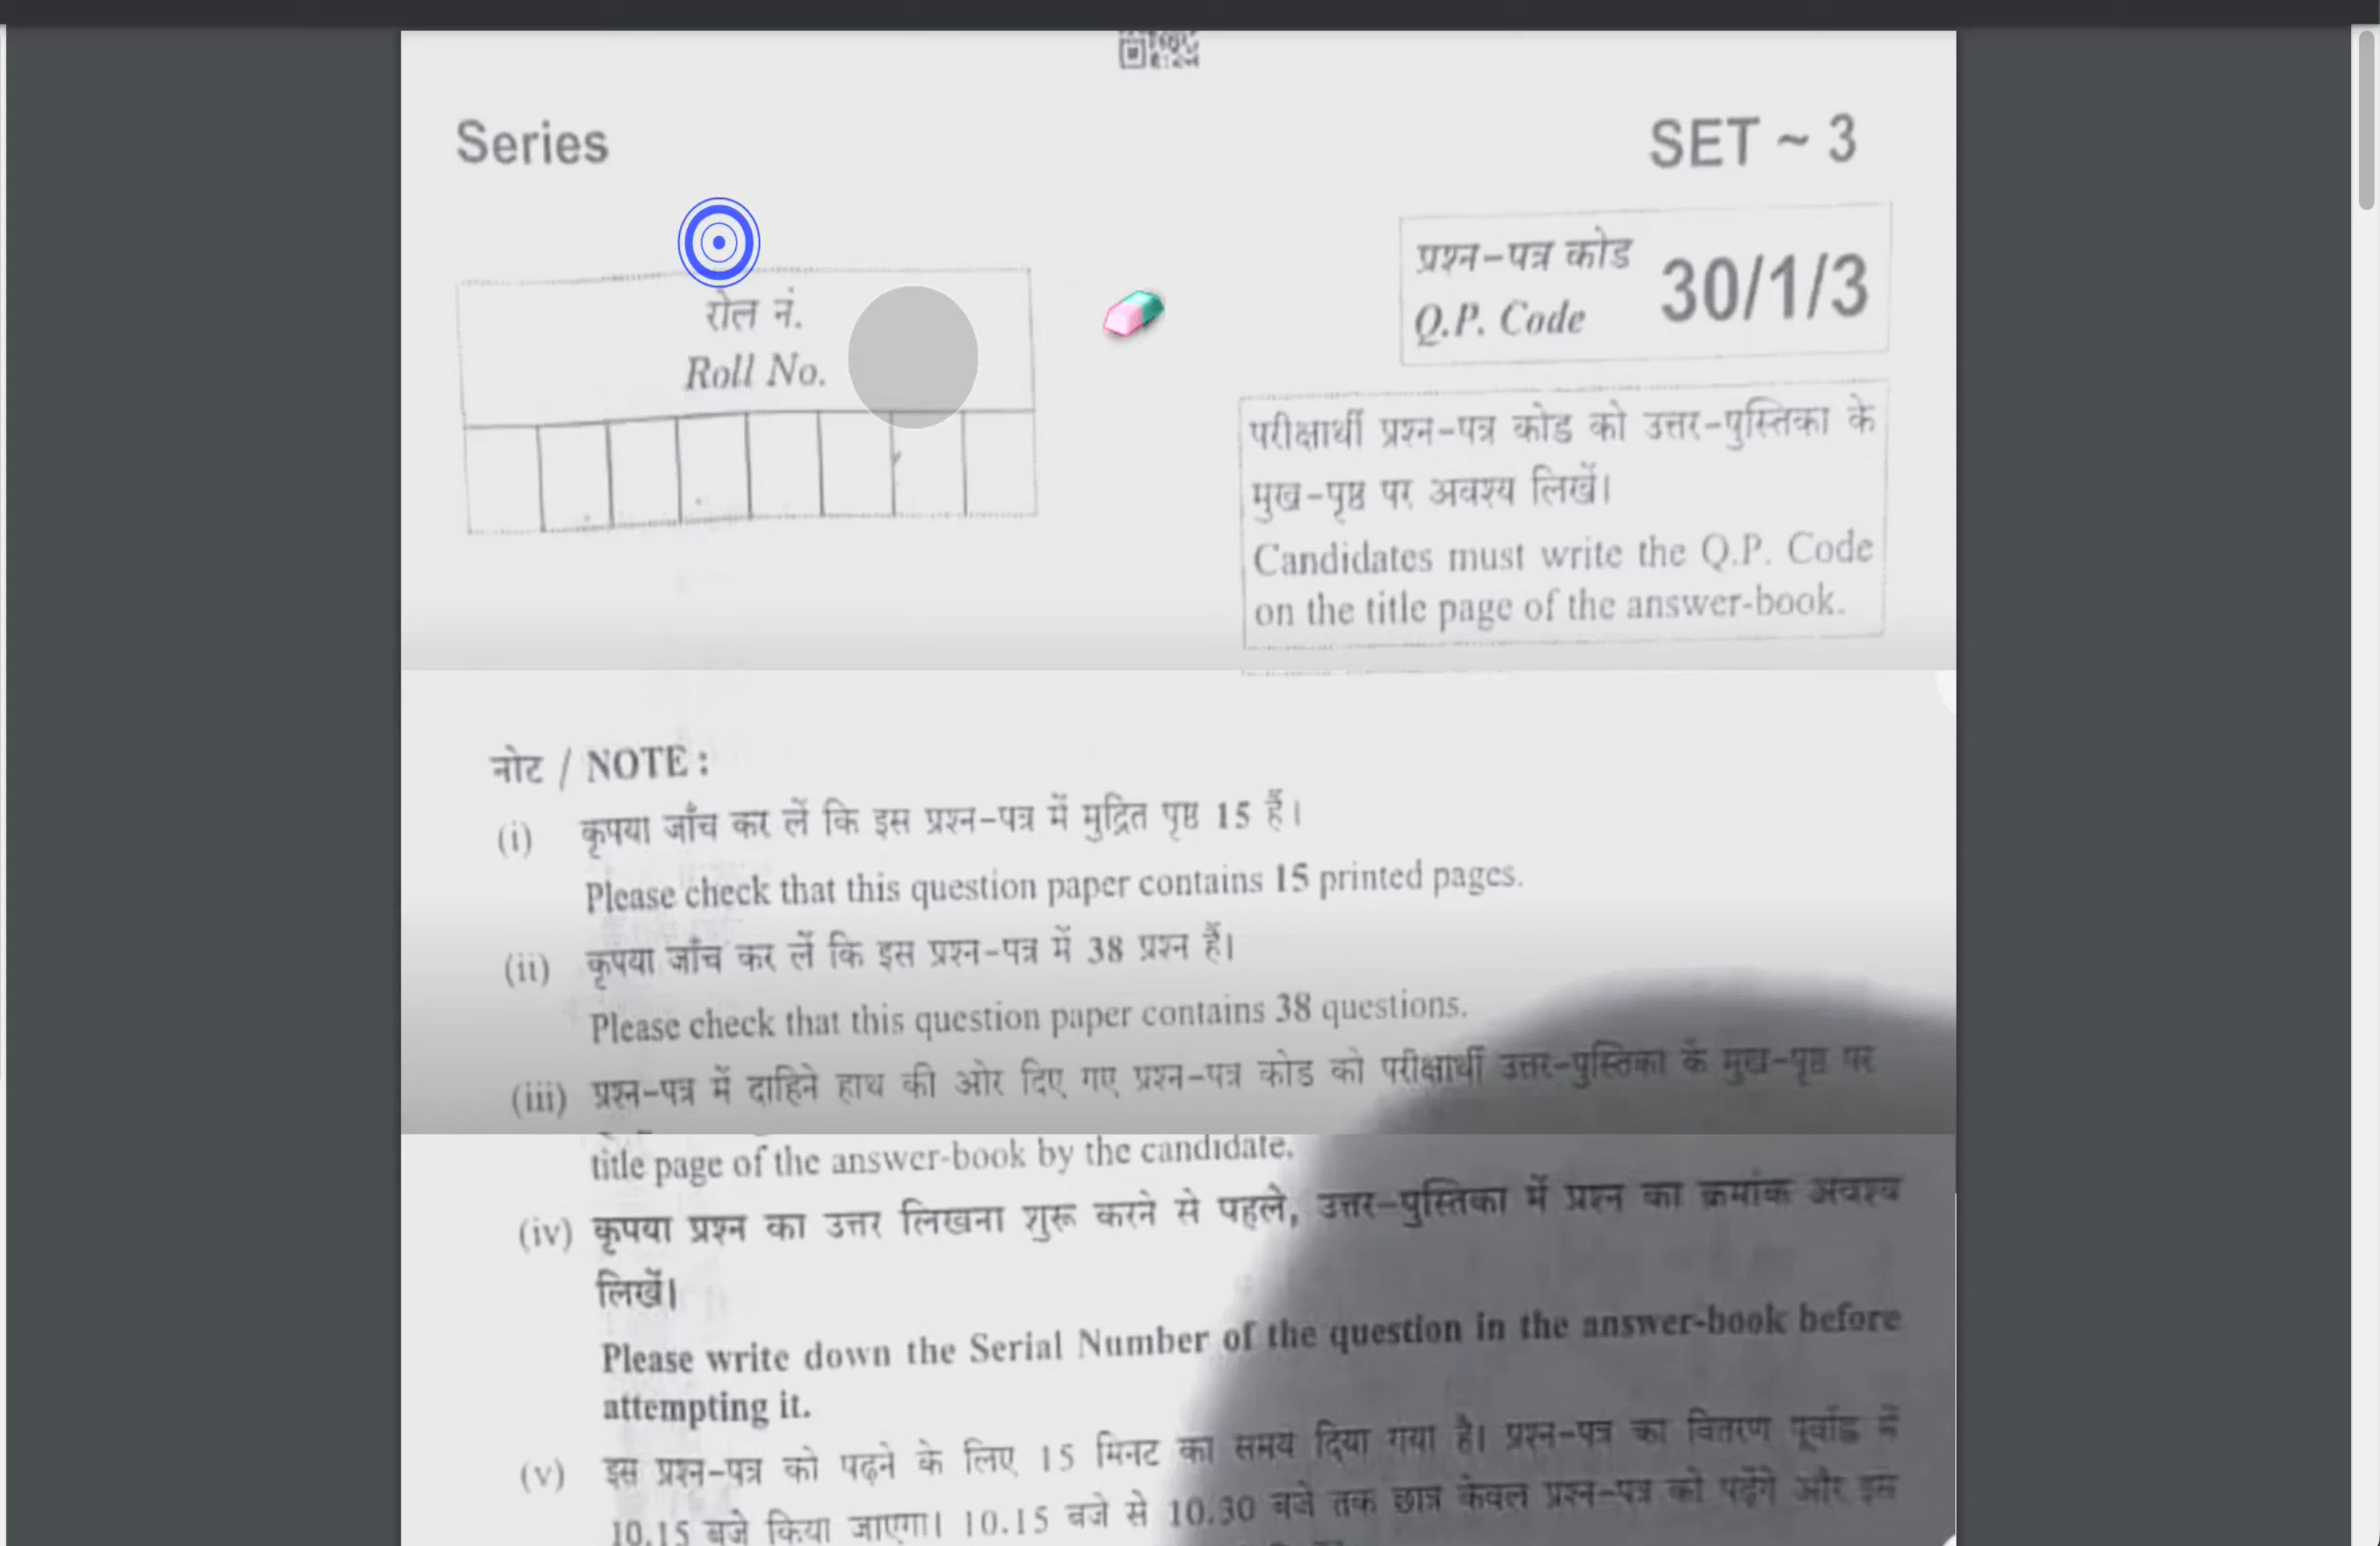 Series
SET ~ 3
रोल नं.
Roll No.
प्रश्न-पत्र कोड
Q.P. Code
30/1/3
परीक्षार्थी प्रश्न-पत्र कोड को उत्तर-पुस्तिका के
मुख-पृष्ठ पर अवश्य लिखें।
Candidates must write the Q.P. Code
on the title page of the answer-book.
नोट / NOTE :
(i) कृपया जाँच कर लें कि इस प्रश्न-पत्र में मुद्रित पृष्ठ 15 हैं।
Please check that this question paper contains 15 printed pages.
(ii) कृपया जाँच कर लें कि इस प्रश्न-पत्र में 38 प्रश्न हैं।
Please check that this question paper contains 38 questions.
(iii) प्रश्न-पत्र में दाहिने हाथ की ओर दिए गए प्रश्न-पत्र कोड को परीक्षार्थी उत्तर-पुस्तिका के मुख-पृष्ठ पर
title page of the answer-book by the candidate.
(iv) कृपया प्रश्न का उत्तर लिखना शुरू करने से पहले, उत्तर-पुस्तिका में प्रश्न का क्रमांक अवश्य
लिखें।
Please write down the Serial Number of the question in the answer-book before
attempting it.
(v) इस प्रश्न-पत्र को पढ़ने के लिए 15 मिनट का समय दिया गया है। प्रश्न-पत्र का वितरण पूर्वाह्न में
10.15 बजे किया जाएगा। 10.15 बजे से 10.30 बजे तक छात्र केवल प्रश्न-पत्र को पढ़ेंगे और इस